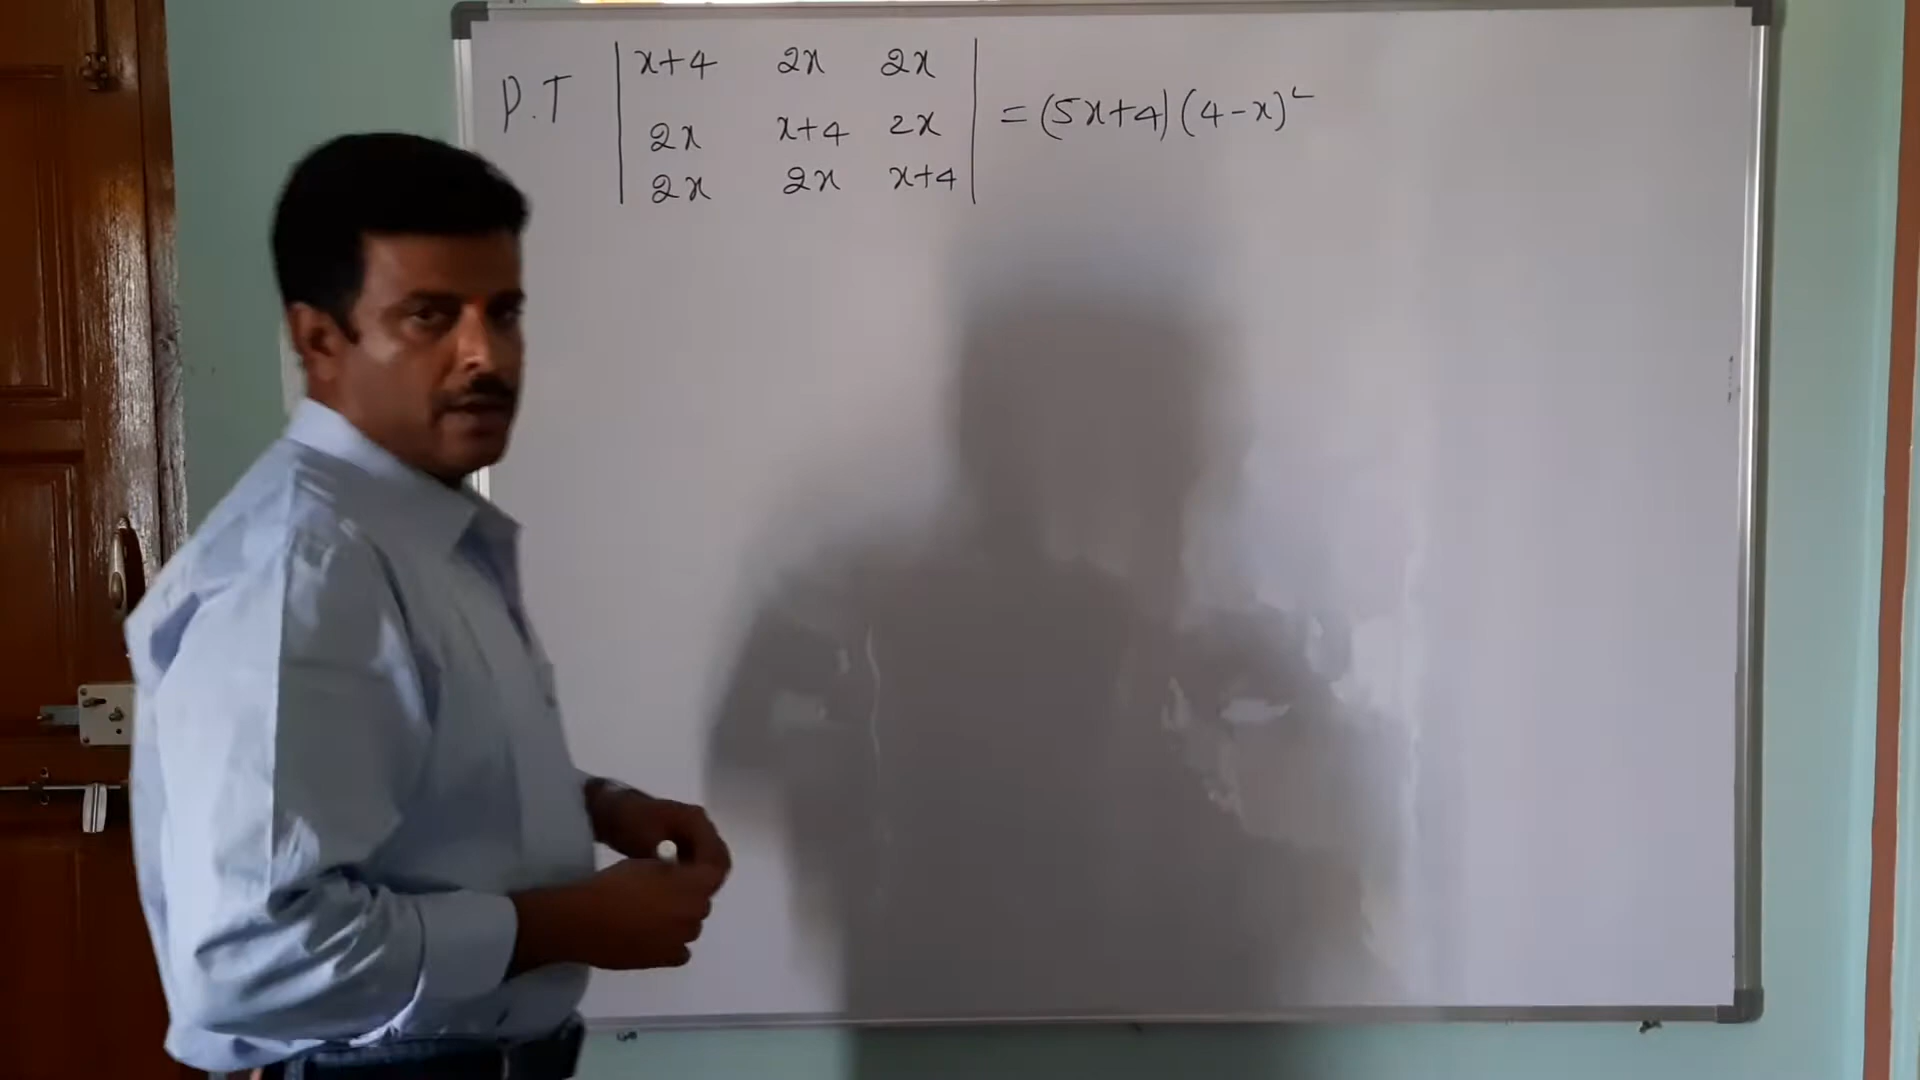 P.T | x+4 2x 2x |
| 2x x+4 2x | = (5x+4)(4-x)²
| 2x 2x x+4 |